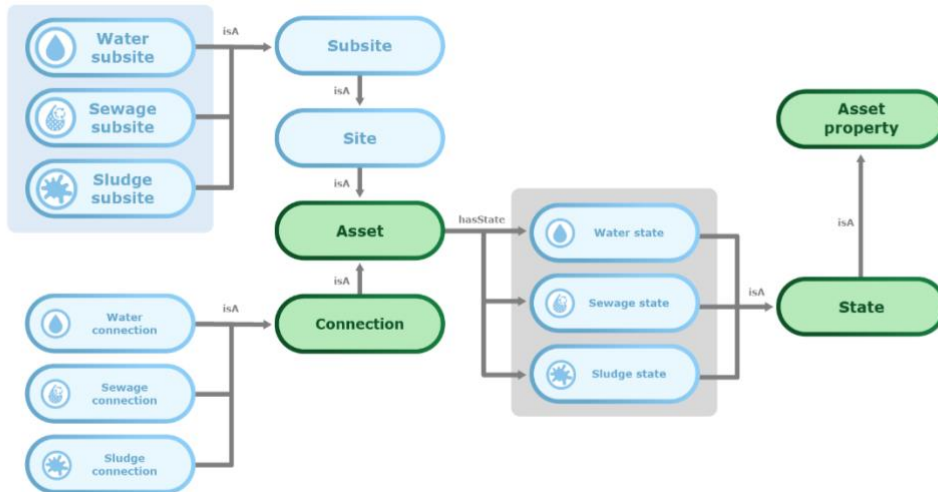 Water
subsite
isA
Subsite
isA
Sewage
subsite
Site
Asset
property
Sludge
subsite
isA
Asset
hasState
Water state
isA
isA
Water
connection
isA
Connection
Sewage state
isA
State
Sewage
connection
Sludge state
Sludge
connection